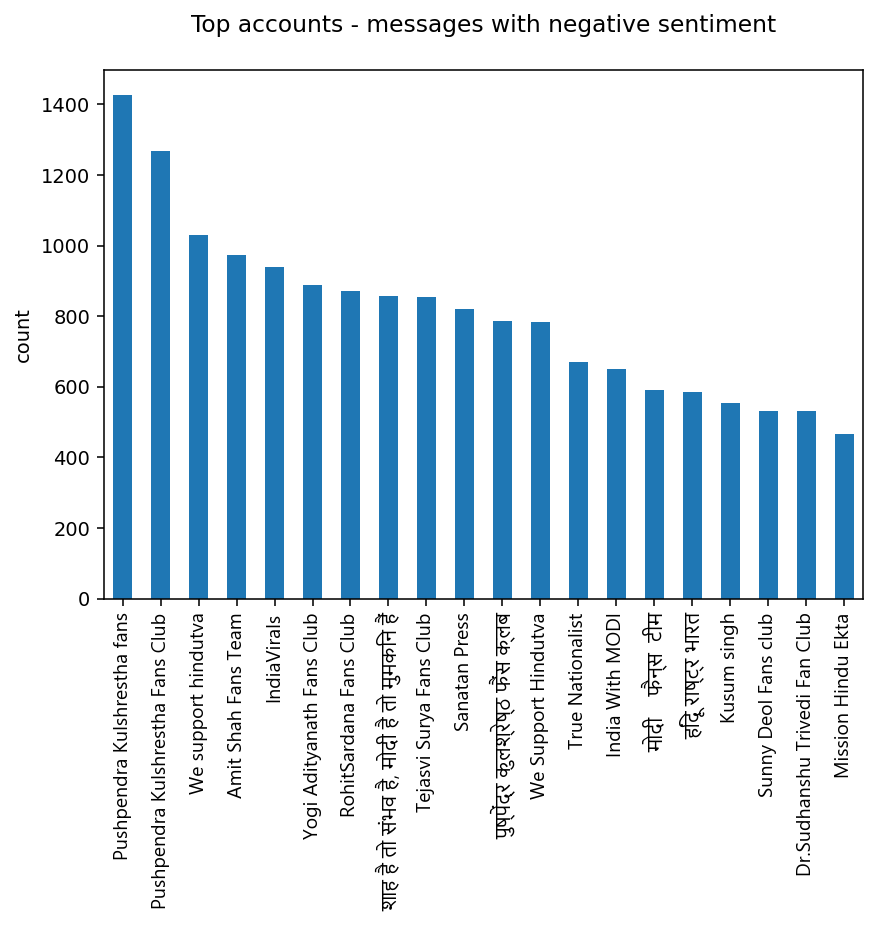 Top accounts - messages with negative sentiment
count
1400
1200
1000
800
600
400
200
0
Pushpendra Kulshrestha fans
Pushpendra Kulshrestha Fans Club
We support hindutva
Amit Shah Fans Team
IndiaVirals
Yogi Adityanath Fans Club
RohitSardana Fans Club
शाह है तो संभव है, मोदी है तो मुमकिन है
Tejasvi Surya Fans Club
Sanatan Press
पुष्पेंद्र कुलश्रेष्ठ फैंस क्लब
We Support Hindutva
True Nationalist
India With MODI
मोदी फैन्स टीम
हिंदू राष्ट्र भारत
Kusum singh
Sunny Deol Fans club
Dr.Sudhanshu Trivedi Fan Club
Mission Hindu Ekta